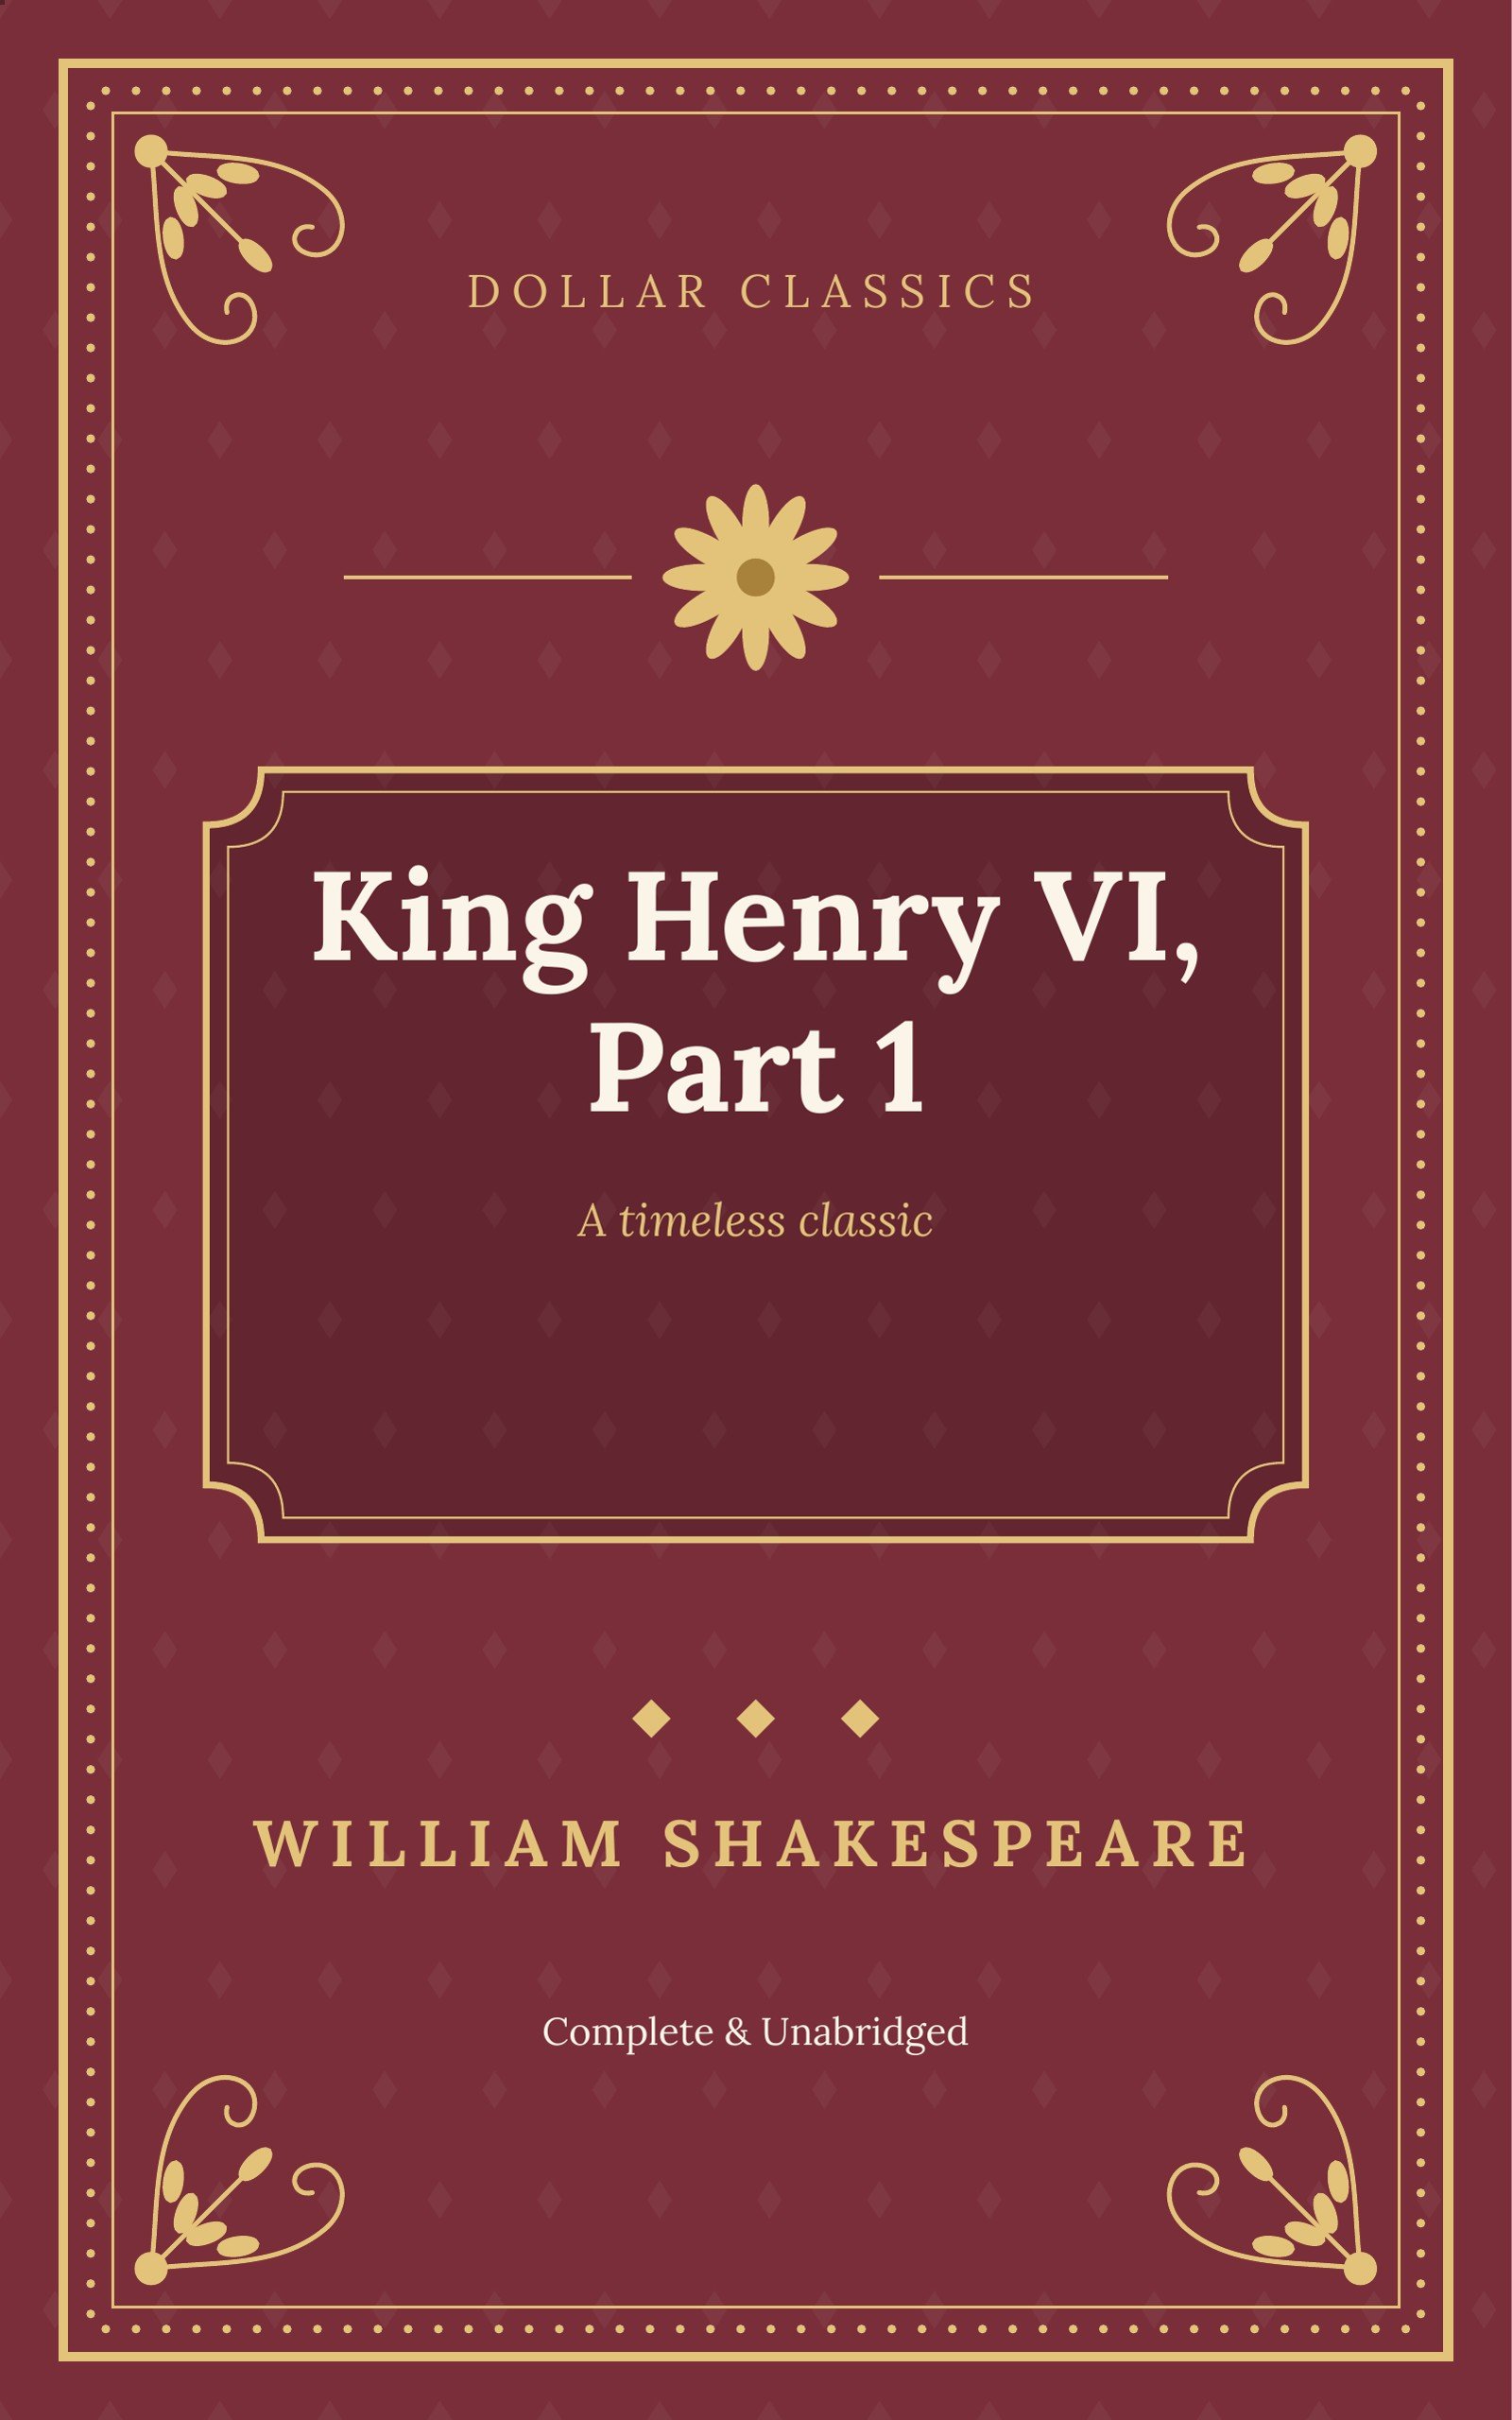 DOLLAR CLASSICS
King Henry VI,
Part 1
A timeless classic
WILLIAM SHAKESPEARE
Complete & Unabridged